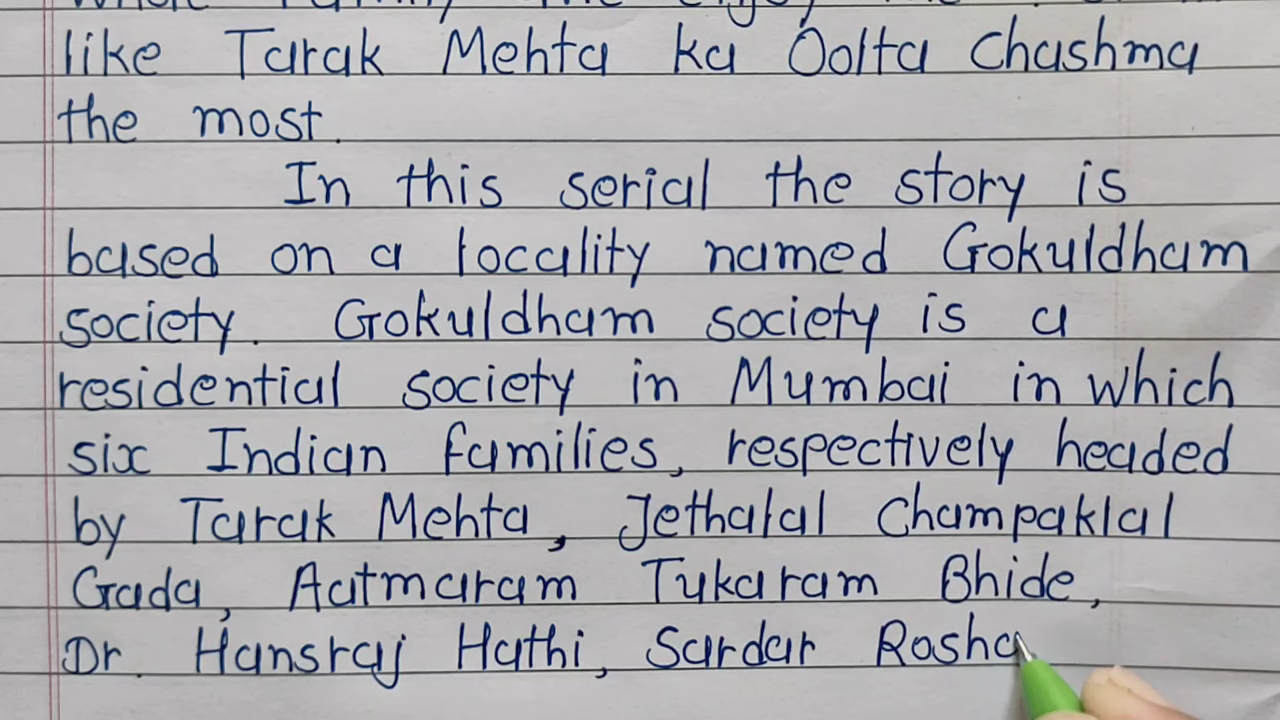 like Tarak Mehta ka Oolta Chashma
the most.
In this serial the story is
based on a locality named Gokuldham
society. Gokuldham society is a
residential society in Mumbai in which
six Indian families, respectively headed
by Tarak Mehta, Jethalal Champaklal
Gada, Aatmaram Tukaram Bhide,
Dr. Hansraj Hathi, Sardar Rosha